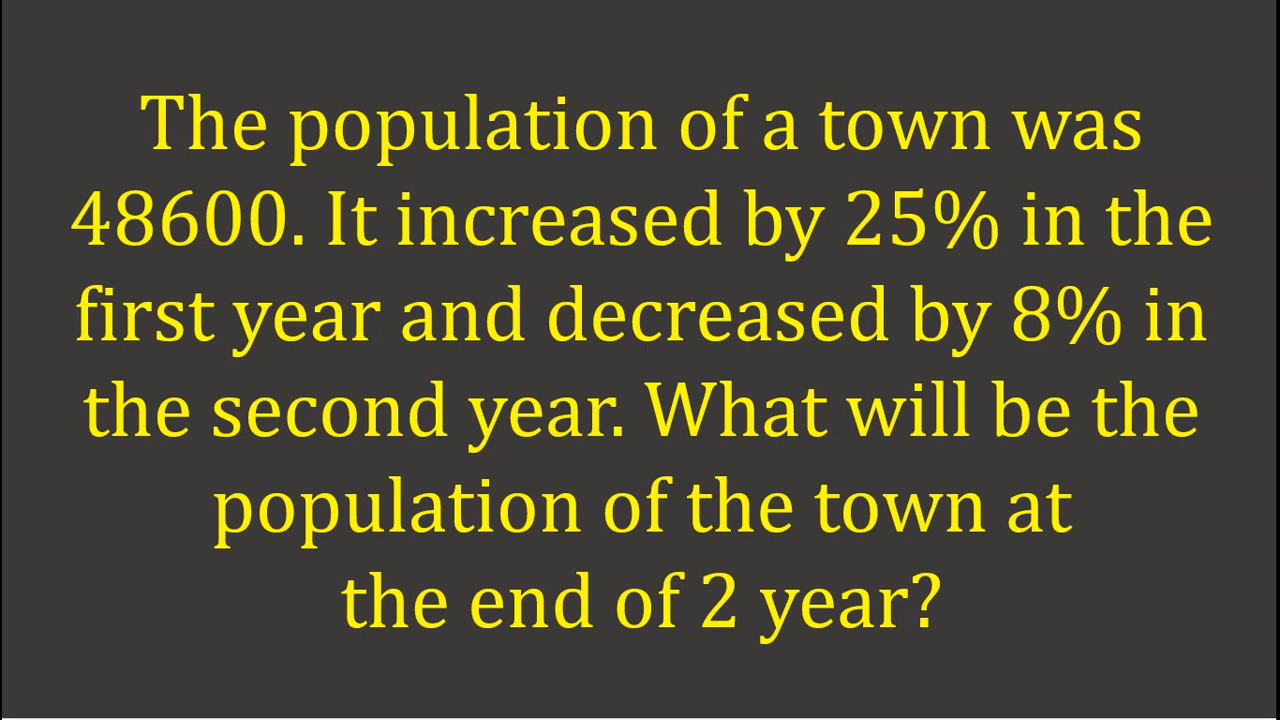 The population of a town was
48600. It increased by 25% in the
first year and decreased by 8% in
the second year. What will be the
population of the town at
the end of 2 year?